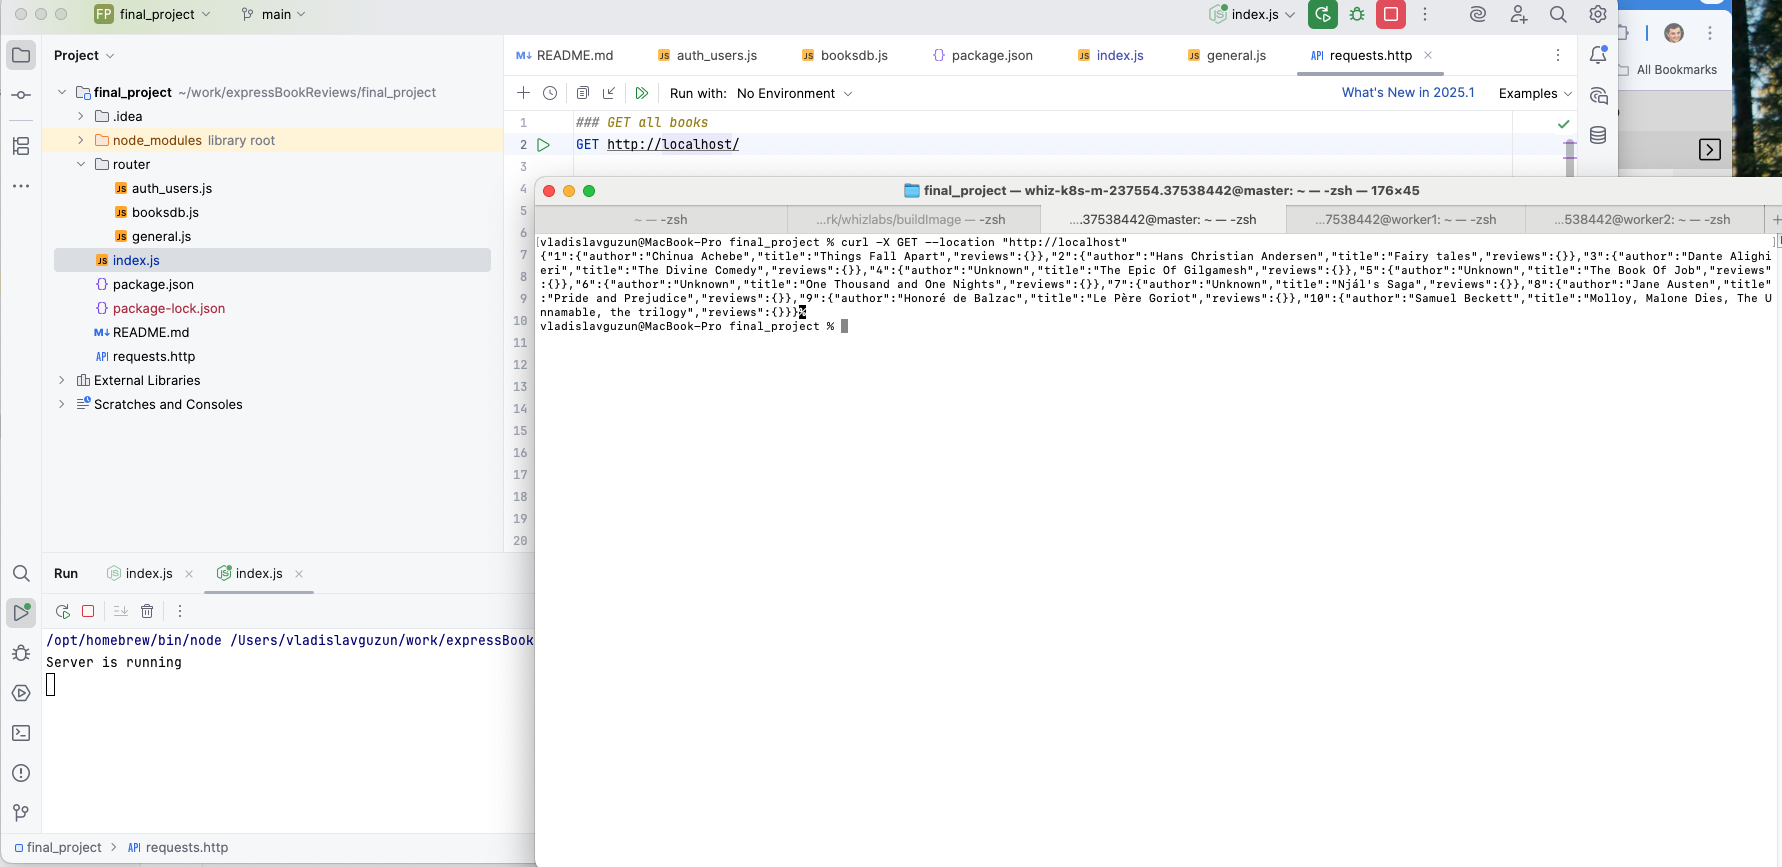 FP final_project
main
index.js
All Bookmarks
Project
README.md
auth_users.js
booksdb.js
package.json
index.js
general.js
requests.http
final_project ~/work/expressBookReviews/final_project
.idea
node_modules library root
router
auth_users.js
booksdb.js
general.js
index.js
package.json
package-lock.json
README.md
requests.http
External Libraries
Scratches and Consoles
Run with: No Environment
What's New in 2025.1
Examples
1 ### GET all books
2 GET http://localhost/
3
4
5
6
7
8
9
10
11
12
13
14
15
16
17
18
19
20
final_project — whiz-k8s-m-237554.37538442@master: ~ — -zsh — 176×45
~ — -zsh
...rk/whizlabs/buildImage — -zsh
....37538442@master: ~ — -zsh
...7538442@worker1: ~ — -zsh
...538442@worker2: ~ — -zsh
vladislavguzun@MacBook-Pro final_project % curl -X GET --location "http://localhost"
{"1":{"author":"Chinua Achebe","title":"Things Fall Apart","reviews":{}},"2":{"author":"Hans Christian Andersen","title":"Fairy tales","reviews":{}},"3":{"author":"Dante Alighi
eri","title":"The Divine Comedy","reviews":{}},"4":{"author":"Unknown","title":"The Epic Of Gilgamesh","reviews":{}},"5":{"author":"Unknown","title":"The Book Of Job","reviews"
:{}},"6":{"author":"Unknown","title":"One Thousand and One Nights","reviews":{}},"7":{"author":"Unknown","title":"Njál's Saga","reviews":{}},"8":{"author":"Jane Austen","title"
:"Pride and Prejudice","reviews":{}},"9":{"author":"Honoré de Balzac","title":"Le Père Goriot","reviews":{}},"10":{"author":"Samuel Beckett","title":"Molloy, Malone Dies, The U
nnamable, the trilogy","reviews":{}}}%
vladislavguzun@MacBook-Pro final_project %
Run
index.js
index.js
/opt/homebrew/bin/node /Users/vladislavguzun/work/expressBook
Server is running
final_project > API requests.http